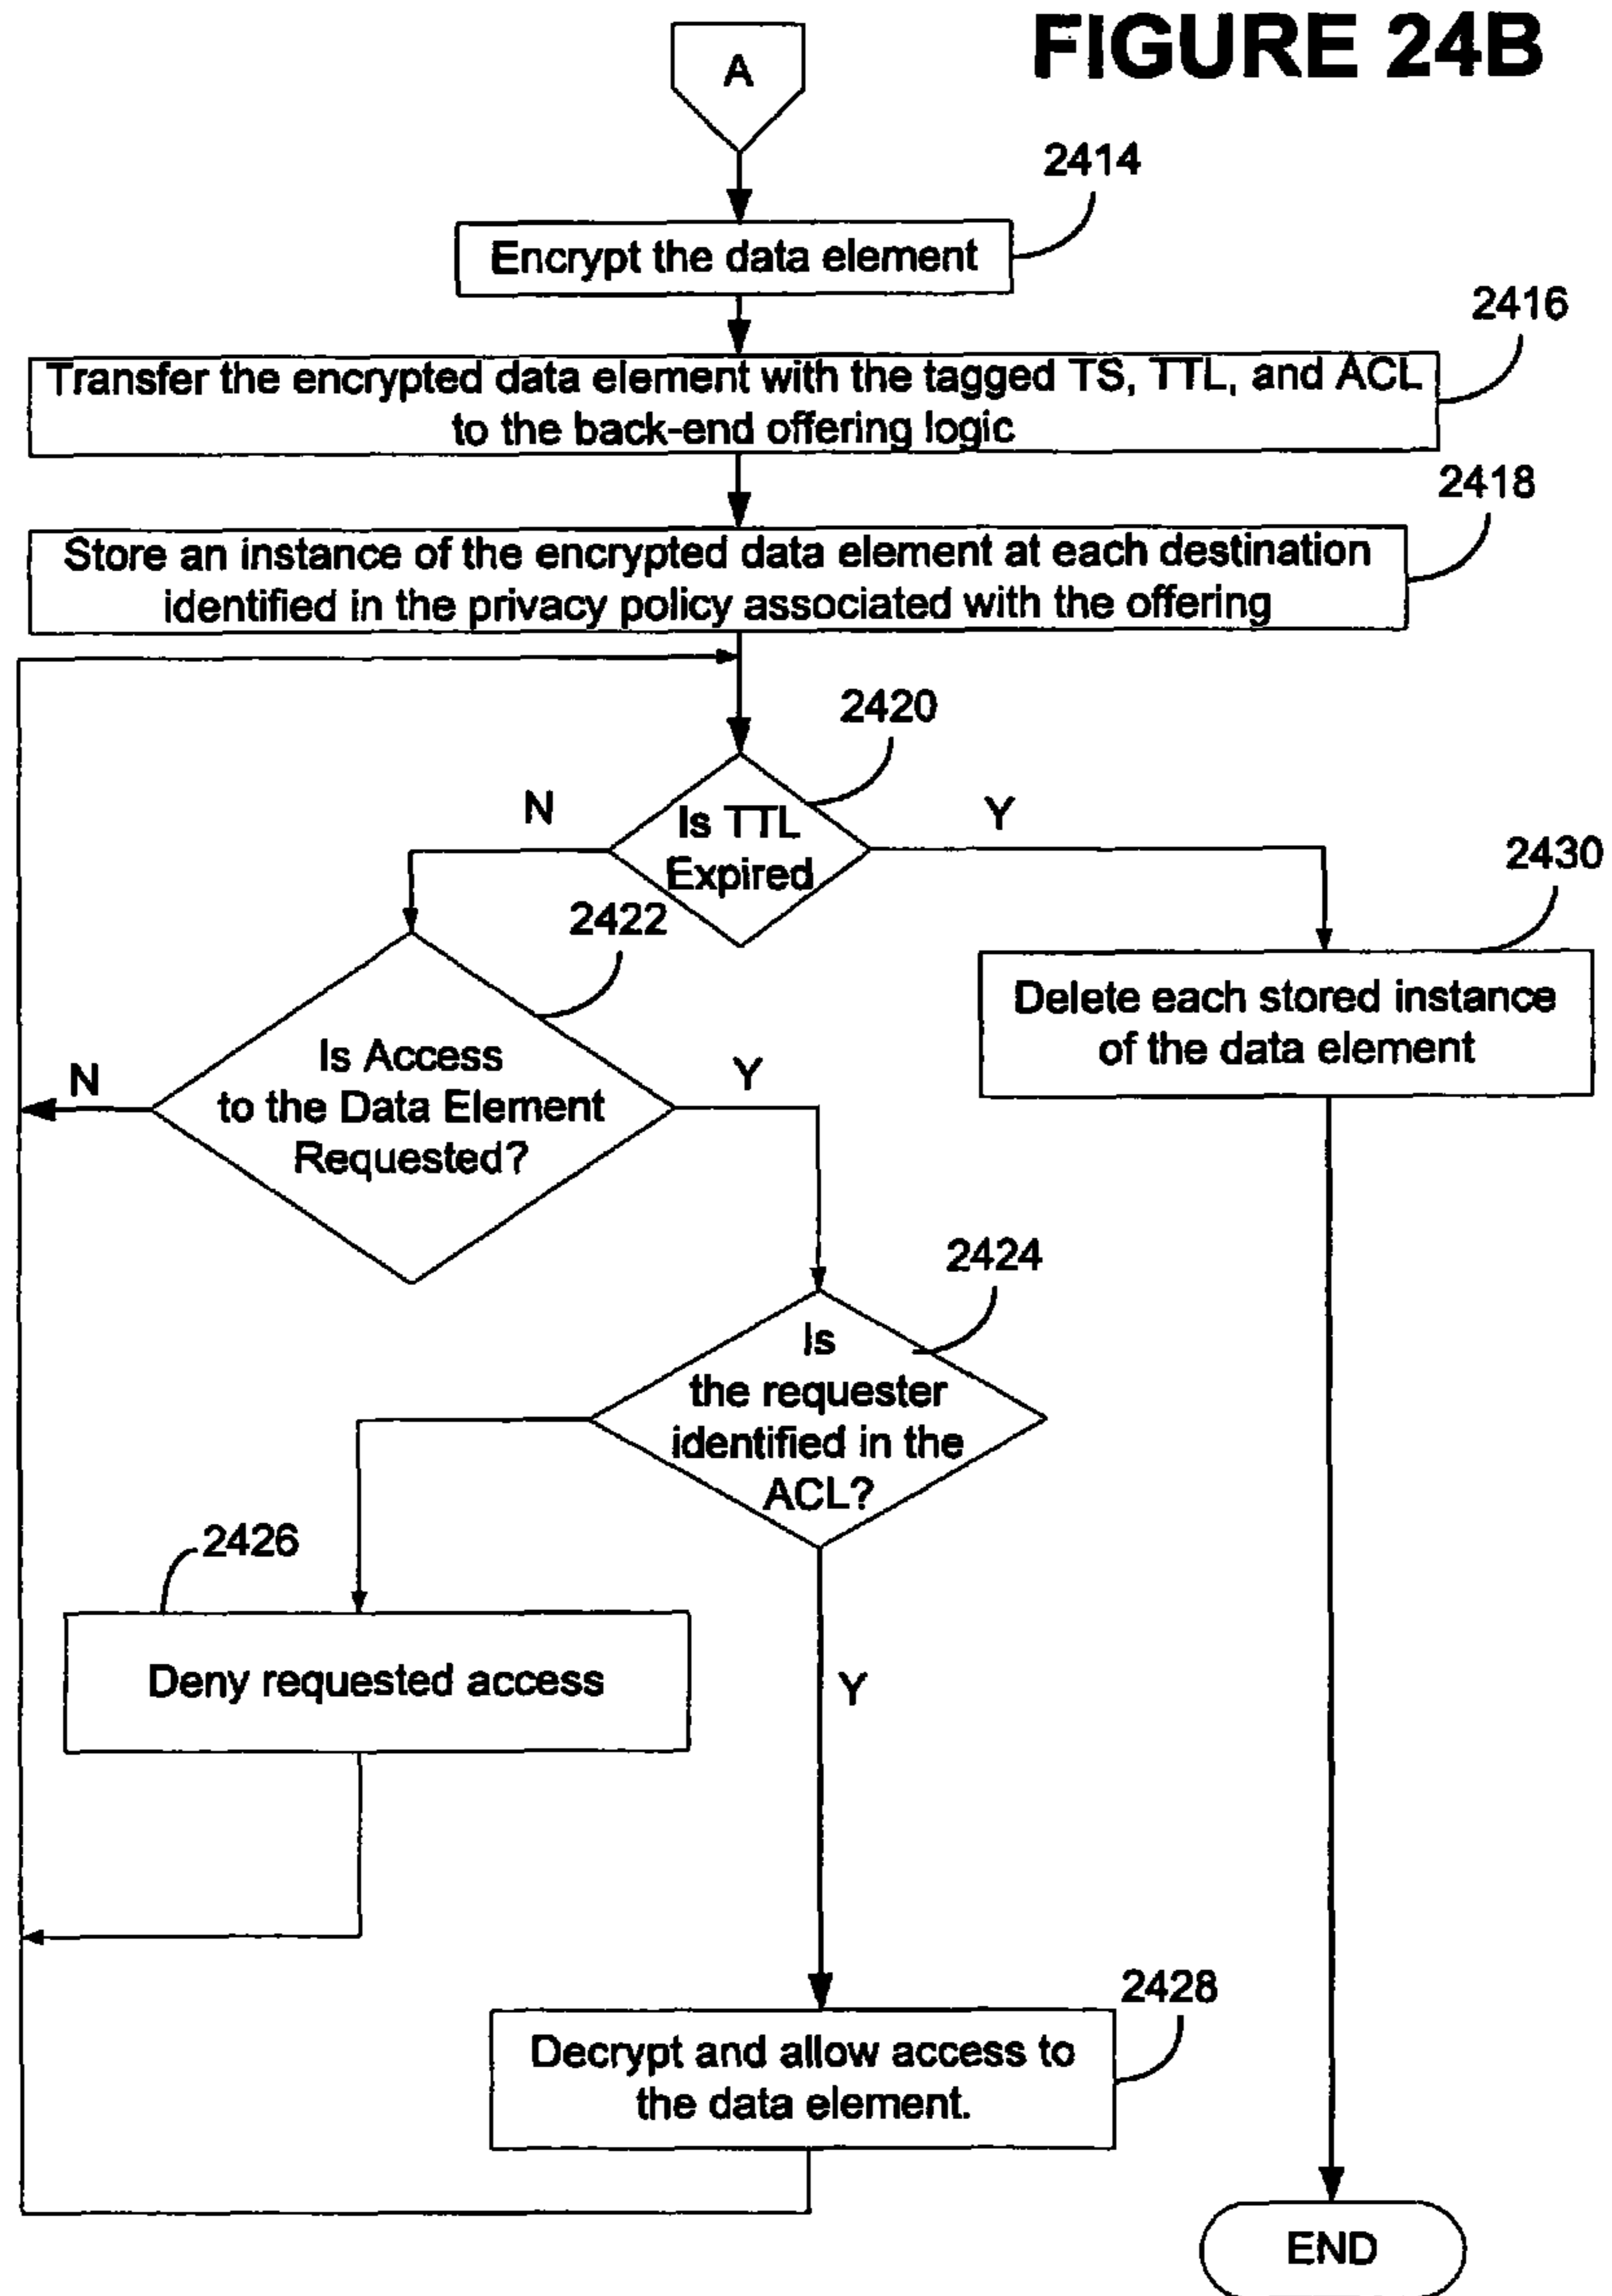 FIGURE 24B
A
2414
Encrypt the data element
2416
Transfer the encrypted data element with the tagged TS, TTL, and ACL
to the back-end offering logic
2418
Store an instance of the encrypted data element at each destination
identified in the privacy policy associated with the offering
2420
N
Is TTL
Expired
Y
2430
2422
Delete each stored instance
of the data element
Is Access
to the Data Element
Requested?
N
Y
2424
Is
the requester
identified in the
ACL?
2426
Deny requested access
Y
2428
Decrypt and allow access to
the data element.
END